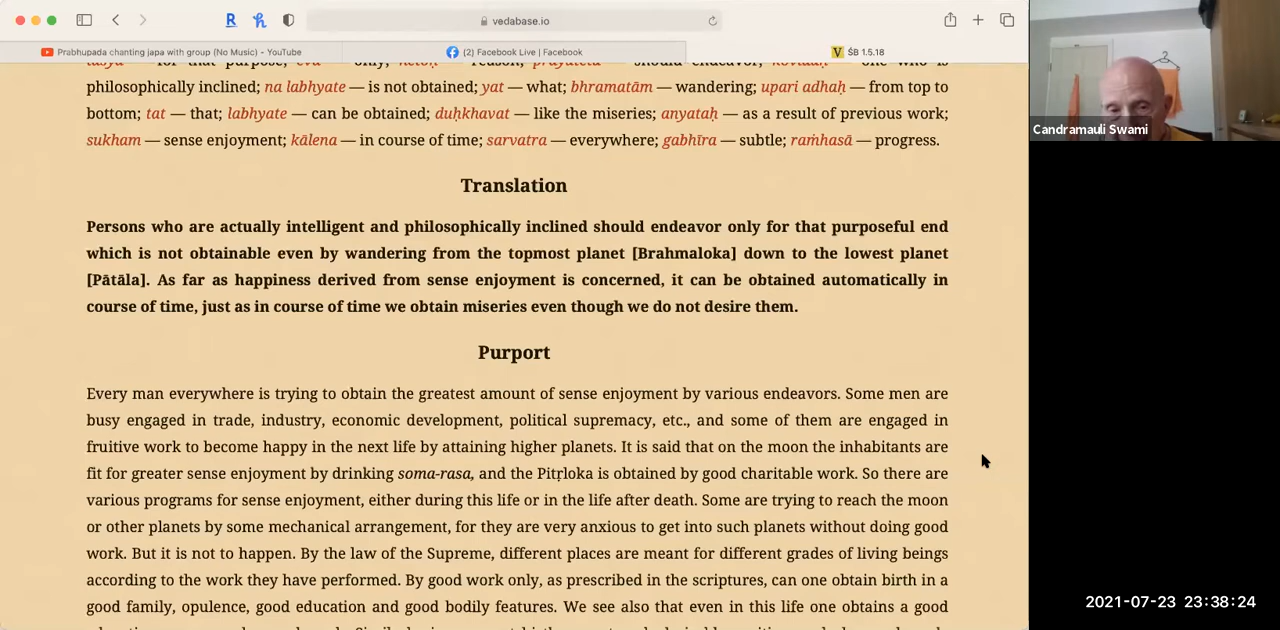 vedabase.io
Prabhupada chanting japa with group (No Music) - YouTube
(2) Facebook Live | Facebook
V ŚB 1.5.18
philosophically inclined; na labhyate — is not obtained; yat — what; bhramatām — wandering; upari adhaḥ — from top to
bottom; tat — that; labhyate — can be obtained; duḥkhavat — like the miseries; anyataḥ — as a result of previous work;
sukham — sense enjoyment; kālena — in course of time; sarvatra — everywhere; gabhīra — subtle; raṁhasā — progress.
Translation
Persons who are actually intelligent and philosophically inclined should endeavor only for that purposeful end
which is not obtainable even by wandering from the topmost planet [Brahmaloka] down to the lowest planet
[Pātāla]. As far as happiness derived from sense enjoyment is concerned, it can be obtained automatically in
course of time, just as in course of time we obtain miseries even though we do not desire them.
Purport
Every man everywhere is trying to obtain the greatest amount of sense enjoyment by various endeavors. Some men are
busy engaged in trade, industry, economic development, political supremacy, etc., and some of them are engaged in
fruitive work to become happy in the next life by attaining higher planets. It is said that on the moon the inhabitants are
fit for greater sense enjoyment by drinking soma-rasa, and the Pitṛloka is obtained by good charitable work. So there are
various programs for sense enjoyment, either during this life or in the life after death. Some are trying to reach the moon
or other planets by some mechanical arrangement, for they are very anxious to get into such planets without doing good
work. But it is not to happen. By the law of the Supreme, different places are meant for different grades of living beings
according to the work they have performed. By good work only, as prescribed in the scriptures, can one obtain birth in a
good family, opulence, good education and good bodily features. We see also that even in this life one obtains a good
Candramauli Swami
2021-07-23 23:38:24